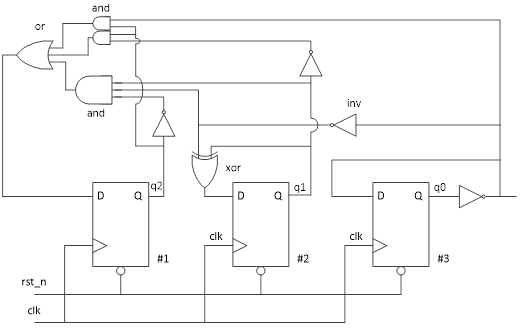 and
or
and
inv
xor
q2
q1
q0
D Q
D Q
D Q
clk
clk
#1
#2
#3
rst_n
clk